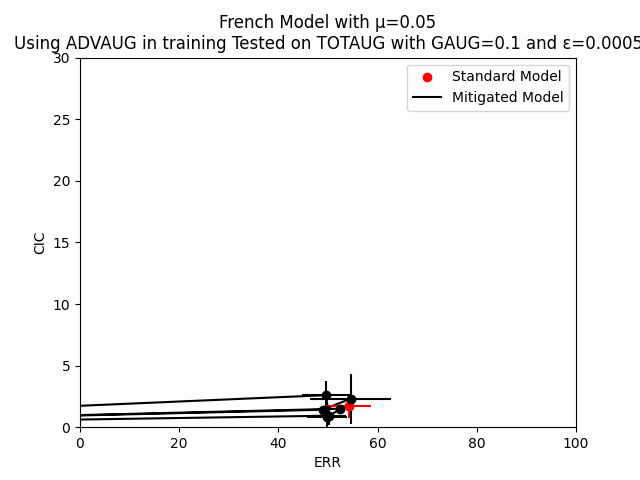 French Model with μ=0.05
Using ADVAUG in training Tested on TOTAUG with GAUG=0.1 and ε=0.0005
Standard Model
Mitigated Model
CIC
30
25
20
15
10
5
0
0 20 40 60 80 100
ERR